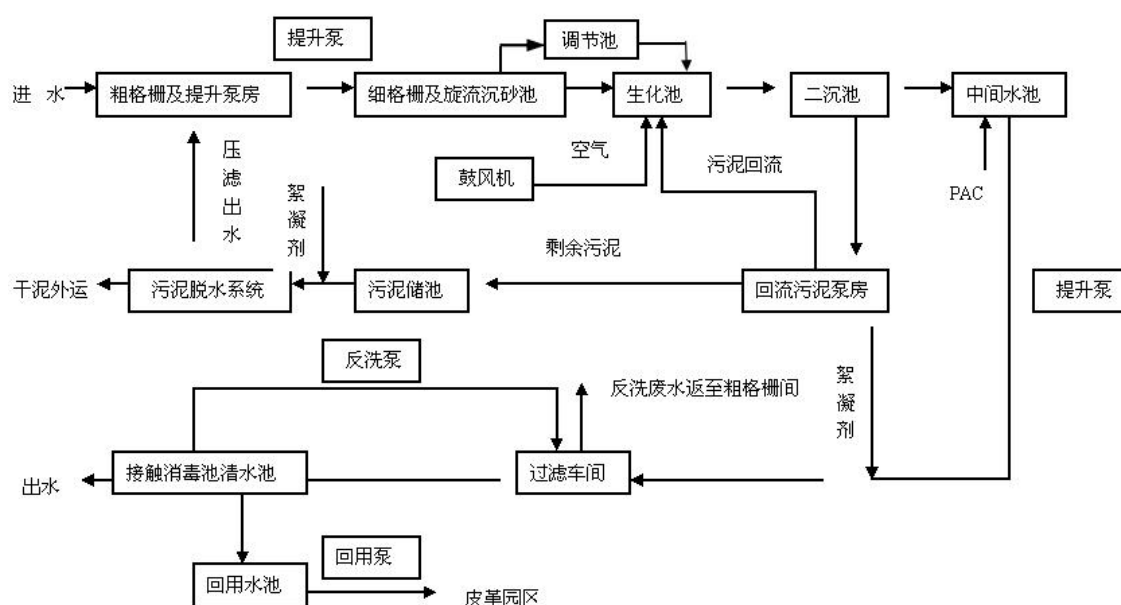 提升泵
调节池
进 水
粗格栅及提升泵房
细格栅及旋流沉砂池
生化池
二沉池
中间水池
压滤出水
絮凝剂
鼓风机
空气
污泥回流
PAC
剩余污泥
干泥外运
污泥脱水系统
污泥储池
回流污泥泵房
提升泵
反洗泵
反洗废水返至粗格栅间
絮凝剂
出水
接触消毒池清水池
过滤车间
回用泵
回用水池
皮革园区